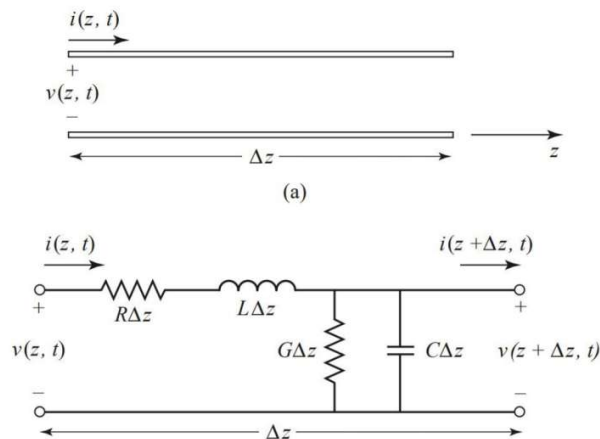 i(z, t)
+
v(z, t)
−
Δz
z
(a)
i(z, t)
i(z +Δz, t)
+
RΔz
LΔz
+
v(z, t)
GΔz
CΔz
v(z + Δz, t)
−
−
Δz